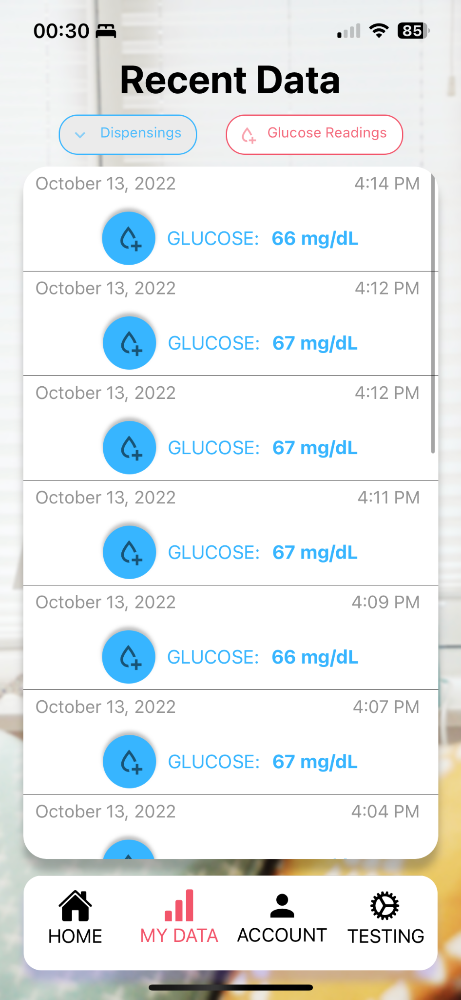 00:30
85
Recent Data
Dispensings
Glucose Readings
October 13, 2022 4:14 PM
GLUCOSE: 66 mg/dL
October 13, 2022 4:12 PM
GLUCOSE: 67 mg/dL
October 13, 2022 4:12 PM
GLUCOSE: 67 mg/dL
October 13, 2022 4:11 PM
GLUCOSE: 67 mg/dL
October 13, 2022 4:09 PM
GLUCOSE: 66 mg/dL
October 13, 2022 4:07 PM
GLUCOSE: 67 mg/dL
October 13, 2022 4:04 PM
HOME MY DATA ACCOUNT TESTING